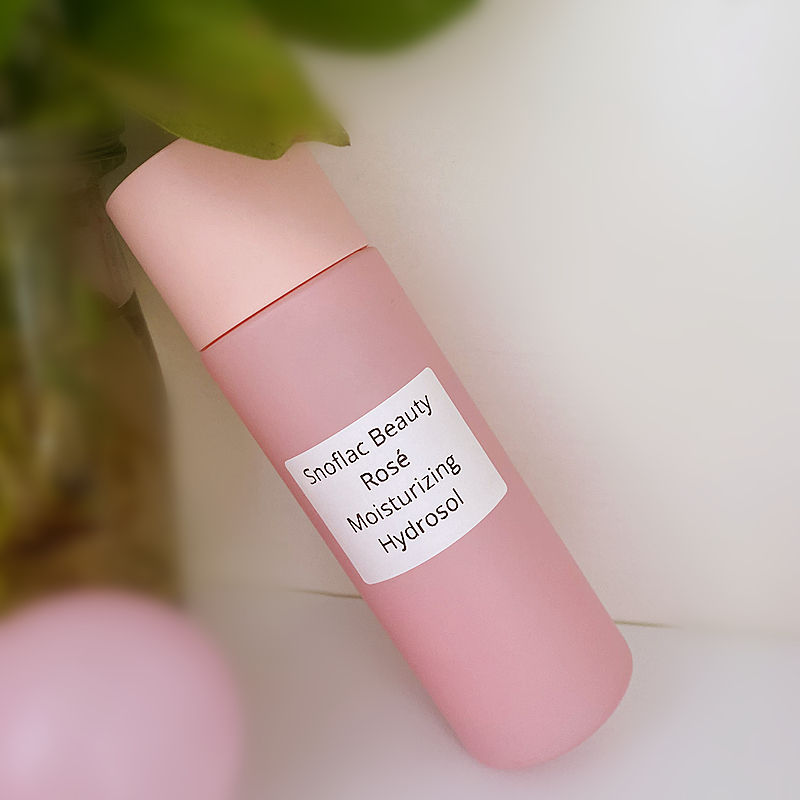 Snoflac Beauty
Rosé
Moisturizing
Hydrosol